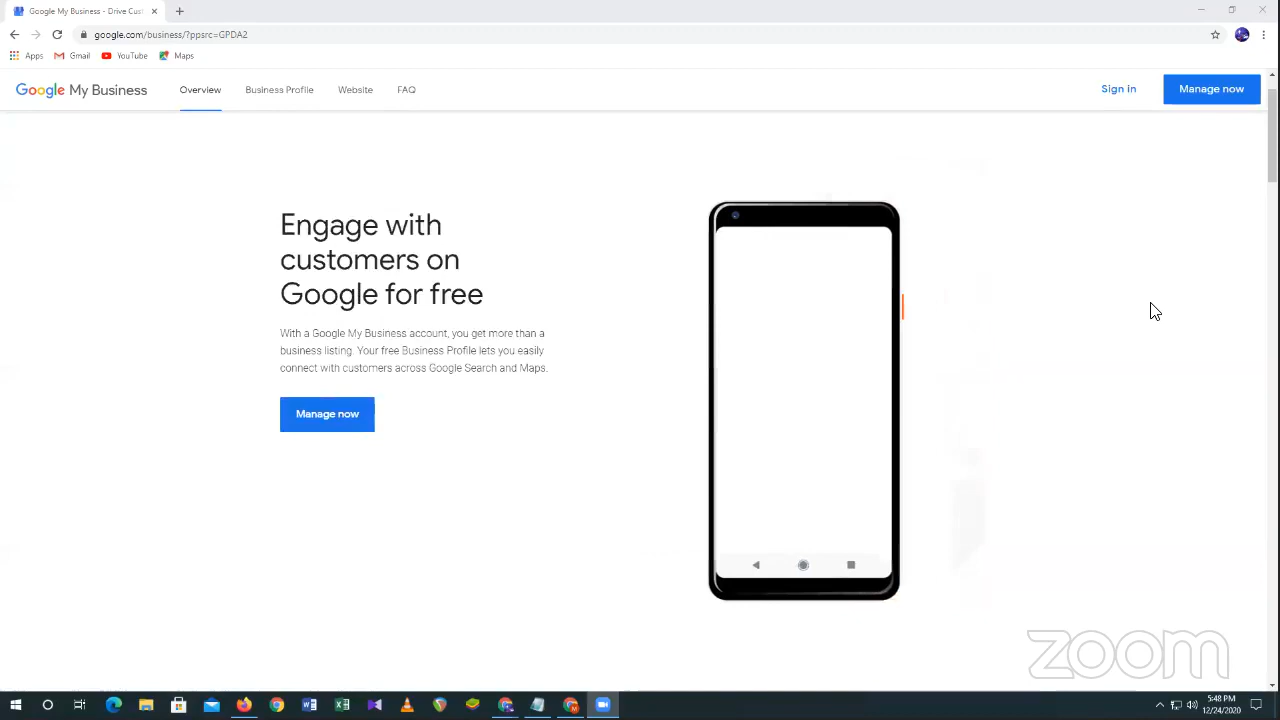 Google My Business - Drive Cust
google.com/business/?ppsrc=GPDA2
Apps Gmail YouTube Maps
Google My Business Overview Business Profile Website FAQ Sign in Manage now
Engage with
customers on
Google for free
With a Google My Business account, you get more than a
business listing. Your free Business Profile lets you easily
connect with customers across Google Search and Maps.
Manage now
zoom
5:48 PM
12/24/2020